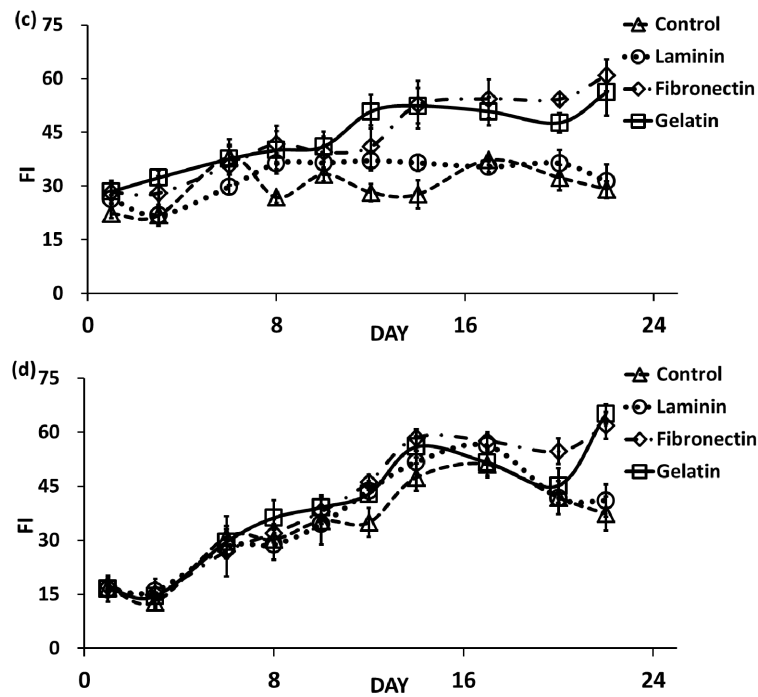 (c)
75
60
45
30
15
0
FI
0
8
16
24
DAY
Control
Laminin
Fibronectin
Gelatin
(d)
75
60
45
30
15
0
FI
0
8
16
24
DAY
Control
Laminin
Fibronectin
Gelatin